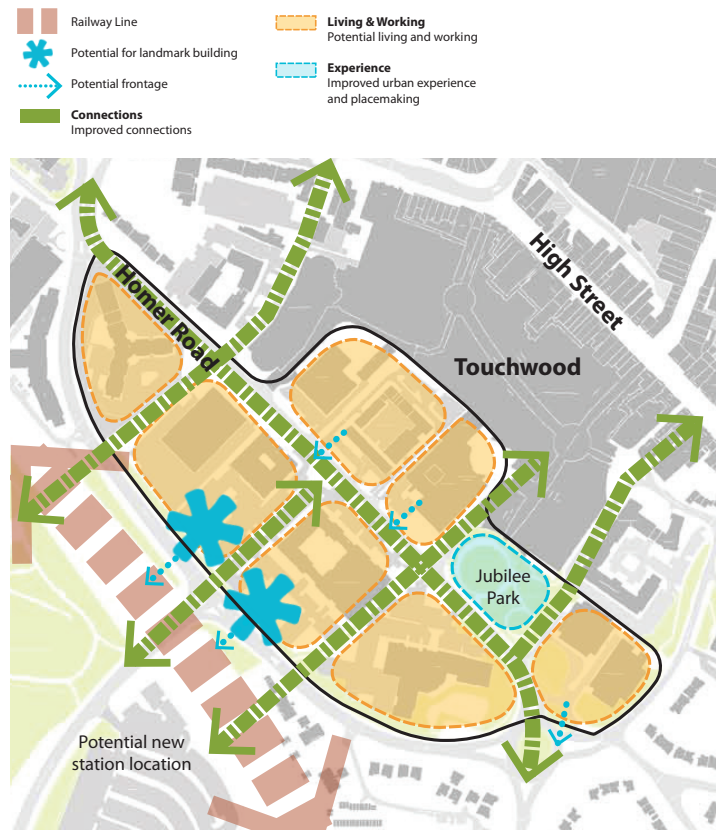 Railway Line
Potential for landmark building
Potential frontage
Connections
Improved connections
Living & Working
Potential living and working
Experience
Improved urban experience
and placemaking
High Street
Homer Road
Touchwood
Jubilee
Park
Potential new
station location